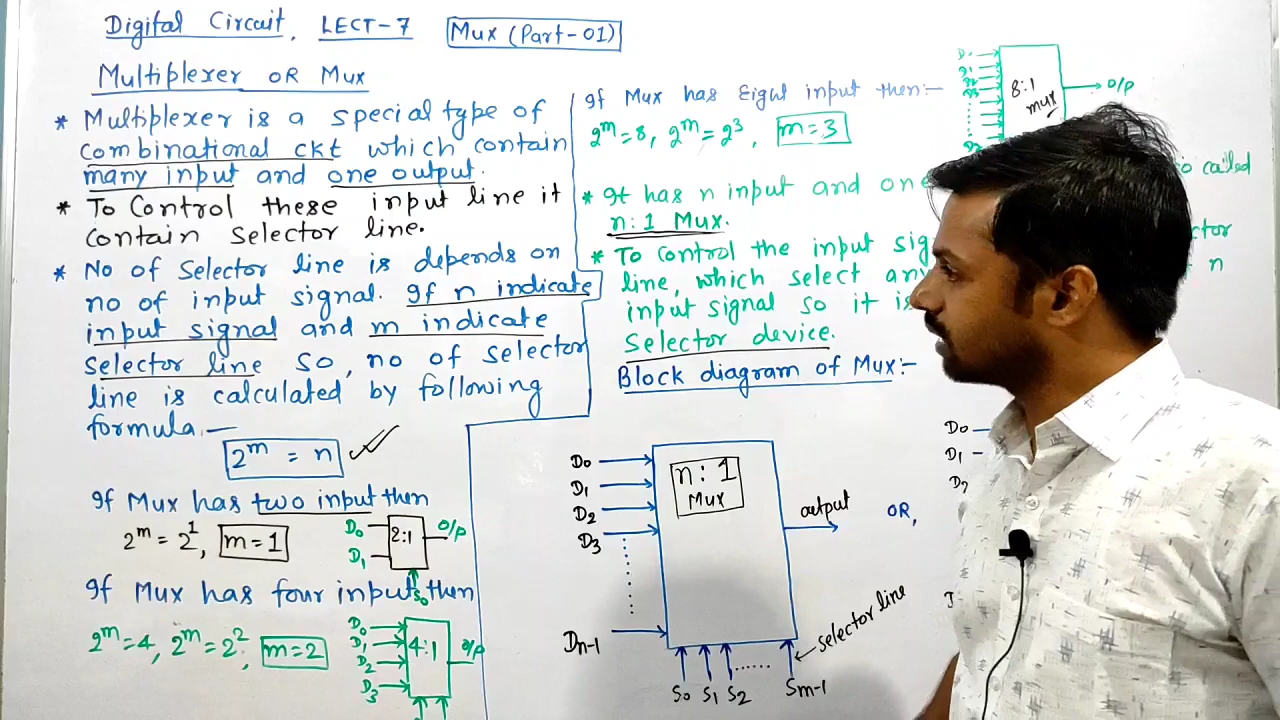 Digital Circuit, LECT-7 Mux (Part-01)
Multiplexer OR Mux
* Multiplexer is a special type of
combinational ckt which contain
many input and one output.
* To Control these input line it
contain selector line.
* No of selector line is depends on
no of input signal. If n indicate
input signal and m indicate
selector line so, no of selector
line is calculated by following
formula.—
2^m = n
If Mux has two input then
2^m = 2^1, m=1
D0
D1
2:1
O/P
S0
If Mux has four input then
2^m=4, 2^m=2^2, m=2
D0
D1
D2
D3
4:1
O/P
If Mux has Eight input then:-
2^m=8, 2^m=2^3, m=3
8:1
mux
O/P
* It has n input and one
called
n:1 Mux.
* To control the input sig
ctor
line, which select any
n
input signal so it is
selector device.
Block diagram of Mux:-
D0
D1
D2
D3
Dn-1
n:1
Mux
output
selector line
S0 S1 S2 ...... Sm-1
OR,
D0
D1
D2